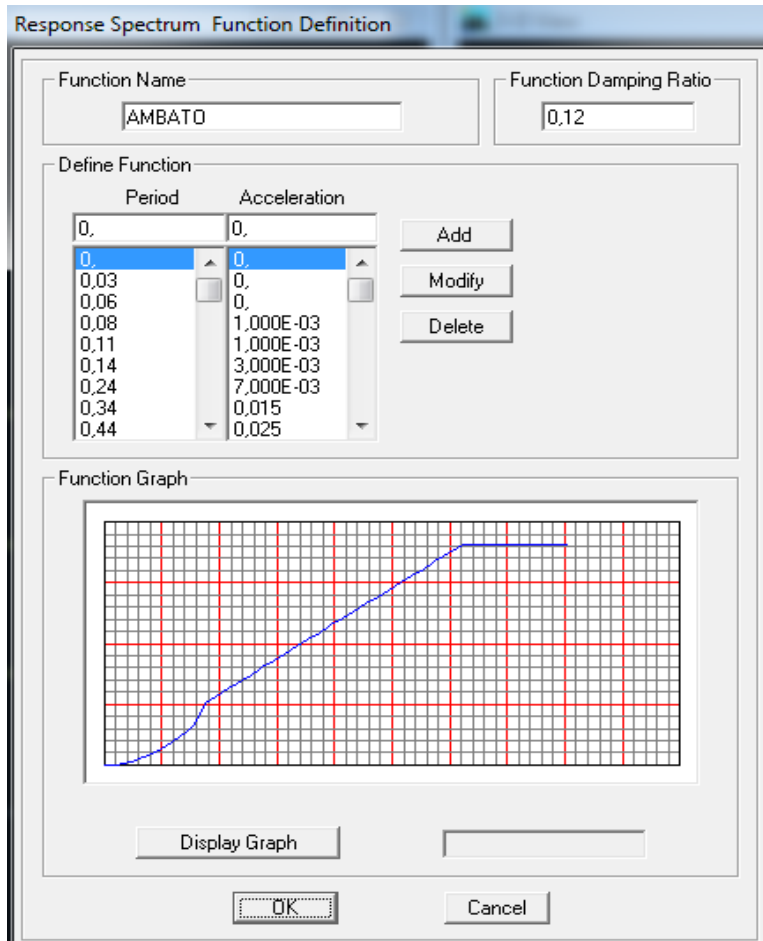 Response Spectrum Function Definition
Function Name
Function Damping Ratio
AMBATO
0,12
Define Function
Period Acceleration
0, 0,
Add
0, 0,
0,03 0,
Modify
0,06 0,
0,08 1,000E-03
Delete
0,11 1,000E-03
0,14 3,000E-03
0,24 7,000E-03
0,34 0,015
0,44 0,025
Function Graph
Display Graph
OK Cancel